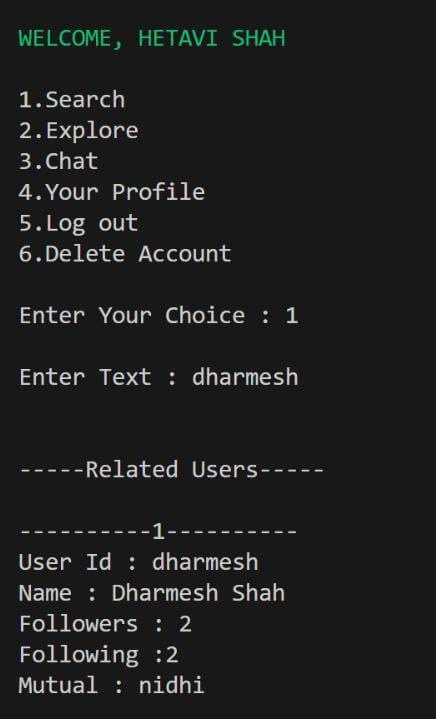 WELCOME, HETAVI SHAH
1.Search
2.Explore
3.Chat
4.Your Profile
5.Log out
6.Delete Account
Enter Your Choice : 1
Enter Text : dharmesh
-----Related Users-----
----------1----------
User Id : dharmesh
Name : Dharmesh Shah
Followers : 2
Following :2
Mutual : nidhi